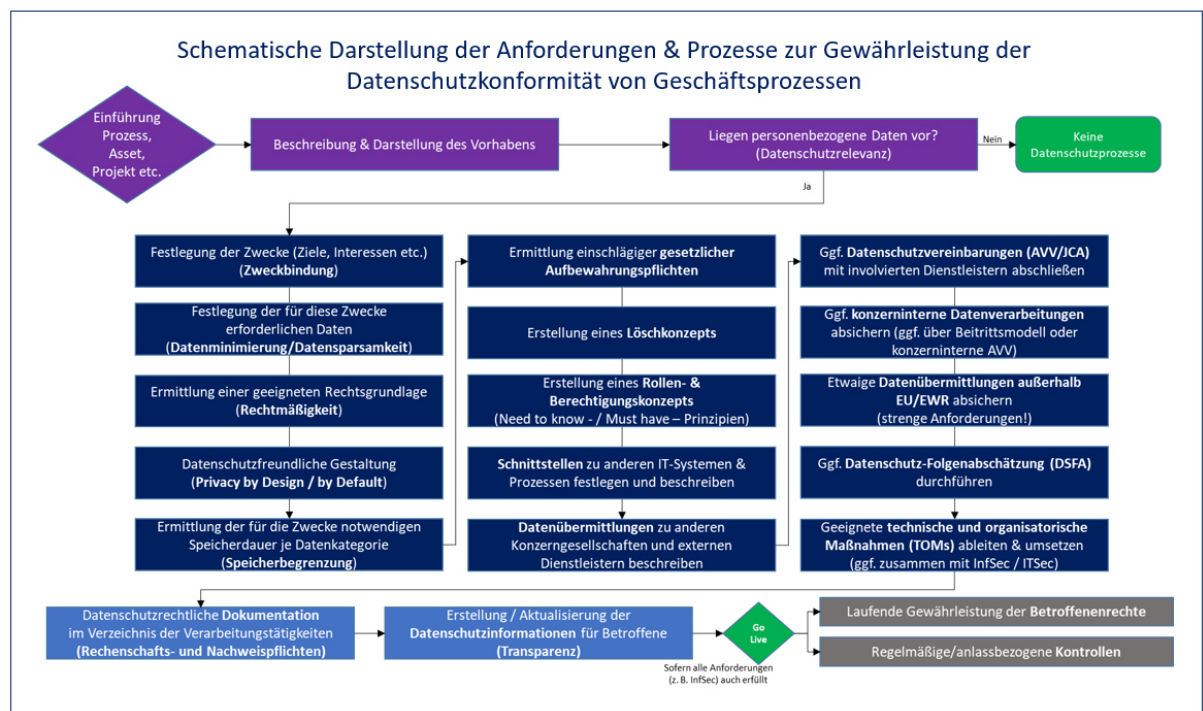 Schematische Darstellung der Anforderungen & Prozesse zur Gewährleistung der
Datenschutzkonformität von Geschäftsprozessen
Einführung
Prozess,
Asset,
Projekt etc.
Beschreibung & Darstellung des Vorhabens
Liegen personenbezogene Daten vor?
(Datenschutzrelevanz)
Nein
Keine
Datenschutzprozesse
Ja
Festlegung der Zwecke (Ziele, Interessen etc.)
(Zweckbindung)
Festlegung der für diese Zwecke
erforderlichen Daten
(Datenminimierung/Datensparsamkeit)
Ermittlung einer geeigneten Rechtsgrundlage
(Rechtmäßigkeit)
Datenschutzfreundliche Gestaltung
(Privacy by Design / by Default)
Ermittlung der für die Zwecke notwendigen
Speicherdauer je Datenkategorie
(Speicherbegrenzung)
Ermittlung einschlägiger gesetzlicher
Aufbewahrungspflichten
Erstellung eines Löschkonzepts
Erstellung eines Rollen- &
Berechtigungskonzepts
(Need to know - / Must have – Prinzipien)
Schnittstellen zu anderen IT-Systemen &
Prozessen festlegen und beschreiben
Datenübermittlungen zu anderen
Konzerngesellschaften und externen
Dienstleistern beschreiben
Ggf. Datenschutzvereinbarungen (AVV/JCA)
mit involvierten Dienstleistern abschließen
Ggf. konzerninterne Datenverarbeitungen
absichern (ggf. über Beitrittsmodell oder
konzerninterne AVV)
Etwaige Datenübermittlungen außerhalb
EU/EWR absichern
(strenge Anforderungen!)
Ggf. Datenschutz-Folgenabschätzung (DSFA)
durchführen
Geeignete technische und organisatorische
Maßnahmen (TOMs) ableiten & umsetzen
(ggf. zusammen mit InfSec / ITSec)
Datenschutzrechtliche Dokumentation
im Verzeichnis der Verarbeitungstätigkeiten
(Rechenschafts- und Nachweispflichten)
Erstellung / Aktualisierung der
Datenschutzinformationen für Betroffene
(Transparenz)
Go
Live
Sofern alle Anforderungen
(z. B. InfSec) auch erfüllt
Laufende Gewährleistung der Betroffenenrechte
Regelmäßige/anlassbezogene Kontrollen